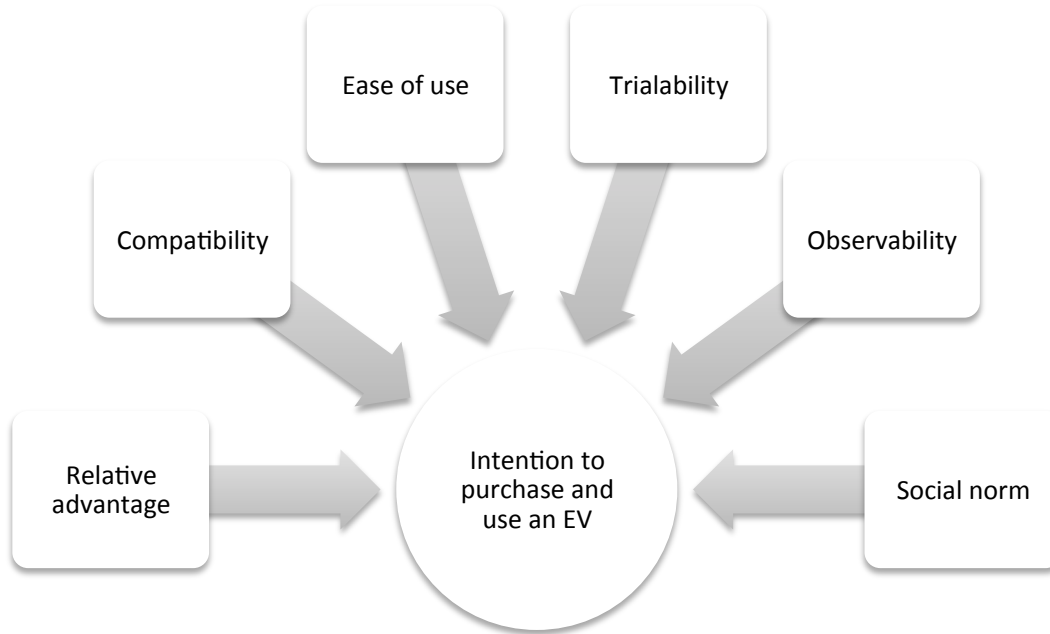 Ease of use
Trialability
Compatibility
Observability
Relative
advantage
Intention to
purchase and
use an EV
Social norm